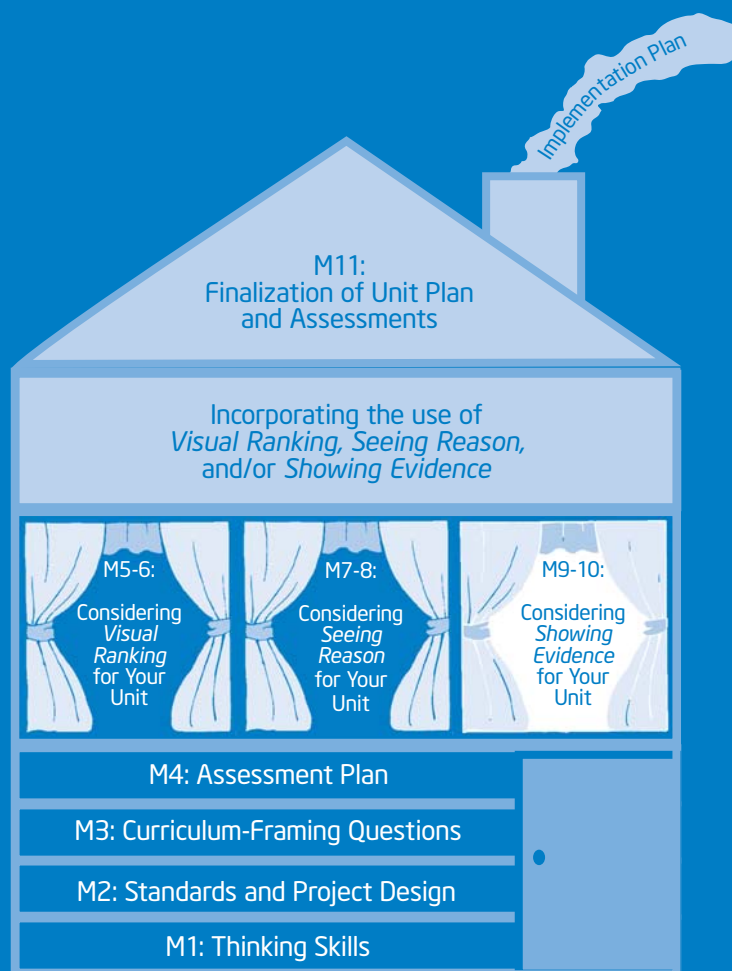 Implementation Plan
M11:
Finalization of Unit Plan
and Assessments
Incorporating the use of
Visual Ranking, Seeing Reason,
and/or Showing Evidence
M5-6:
Considering
Visual
Ranking
for Your
Unit
M7-8:
Considering
Seeing
Reason
for Your
Unit
M9-10:
Considering
Showing
Evidence
for Your
Unit
M4: Assessment Plan
M3: Curriculum-Framing Questions
M2: Standards and Project Design
M1: Thinking Skills